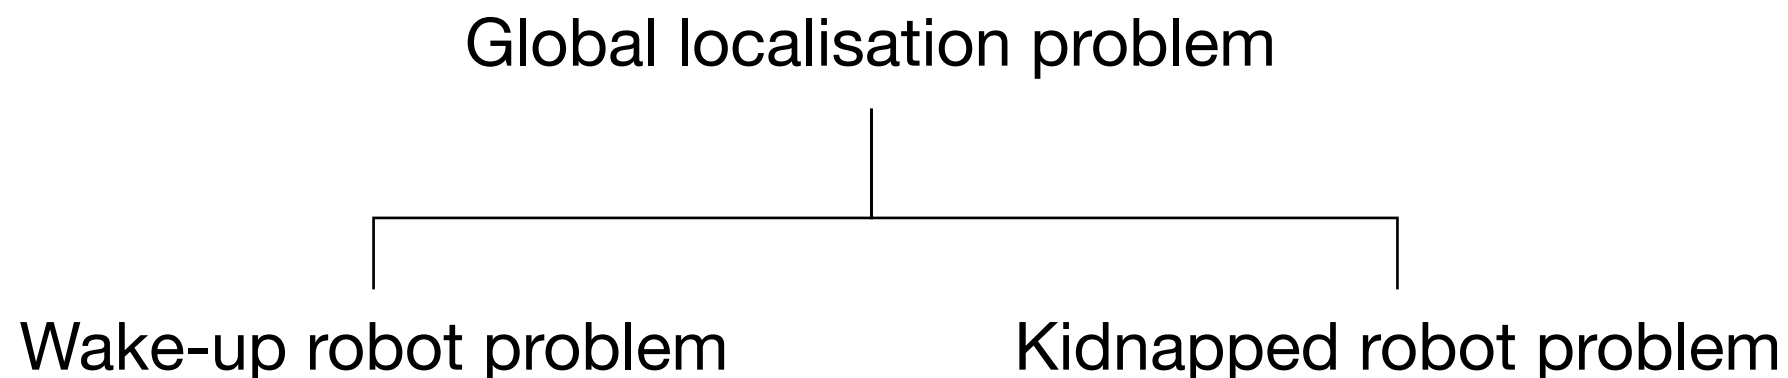 Global localisation problem
Wake-up robot problem
Kidnapped robot problem